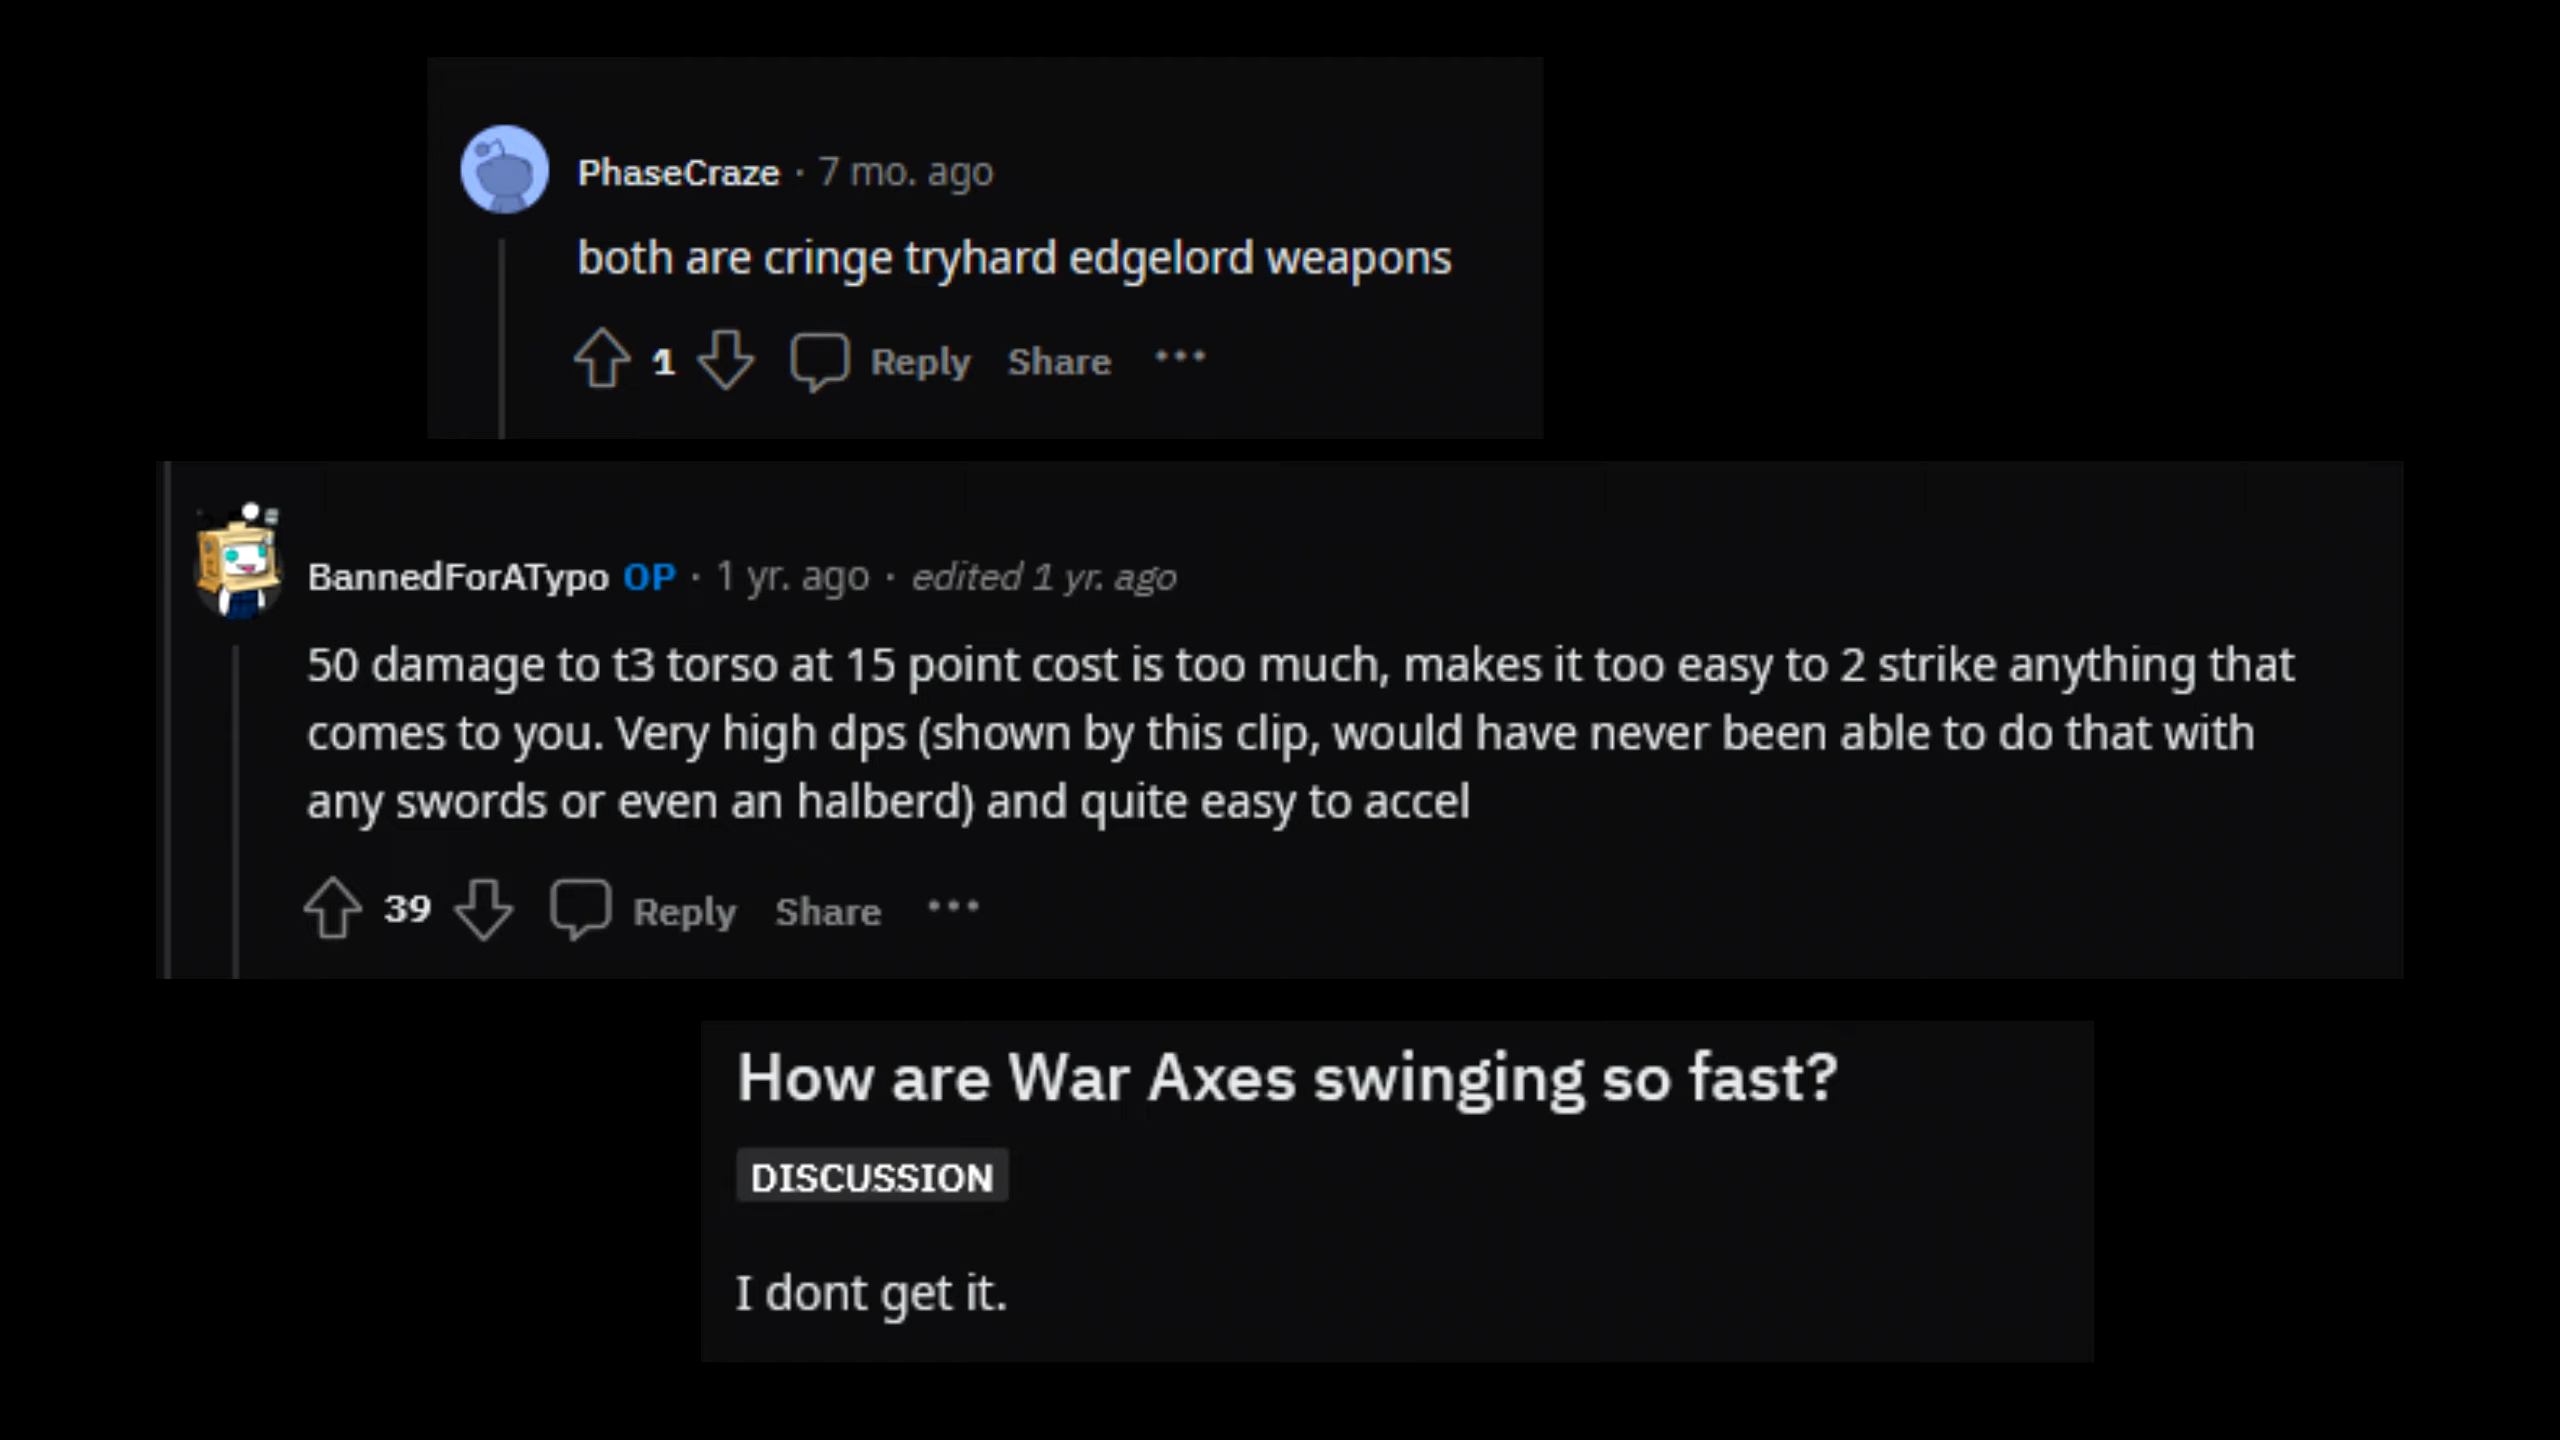 PhaseCraze · 7 mo. ago
both are cringe tryhard edgelord weapons
1 Reply Share ...
BannedForATypo OP · 1 yr. ago · edited 1 yr. ago
50 damage to t3 torso at 15 point cost is too much, makes it too easy to 2 strike anything that
comes to you. Very high dps (shown by this clip, would have never been able to do that with
any swords or even an halberd) and quite easy to accel
39 Reply Share ...
How are War Axes swinging so fast?
DISCUSSION
I dont get it.